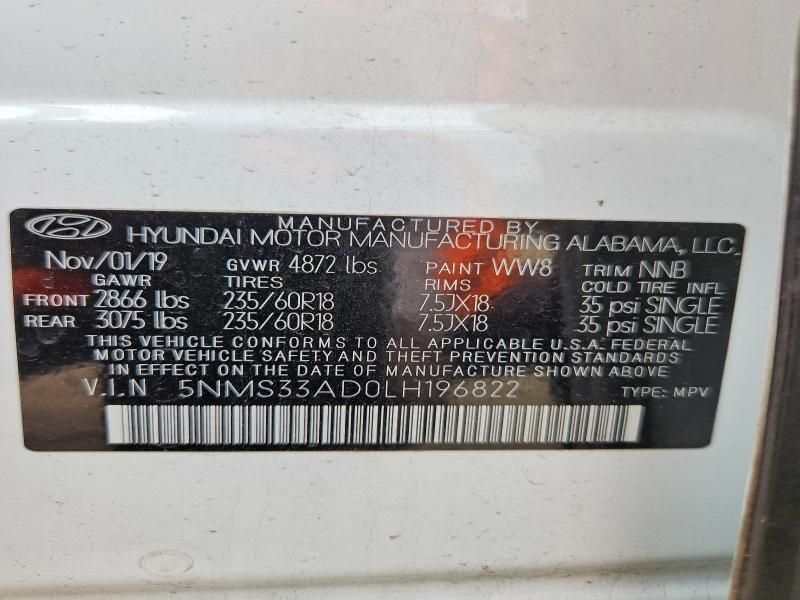 MANUFACTURED BY
HYUNDAI MOTOR MANUFACTURING ALABAMA, LLC
Nov/01/19 GVWR 4872 lbs. PAINT WW8 TRIM NNB
GAWR TIRES RIMS COLD TIRE INFL
FRONT 2866 lbs 235/60R18 7.5JX18 35 psi SINGLE
REAR 3075 lbs 235/60R18 7.5JX18 35 psi SINGLE
THIS VEHICLE CONFORMS TO ALL APPLICABLE U.S.A. FEDERAL
MOTOR VEHICLE SAFETY AND THEFT PREVENTION STANDARDS
IN EFFECT ON THE DATE OF MANUFACTURE SHOWN ABOVE.
V.I.N 5NMS33AD0LH196822 TYPE: MPV